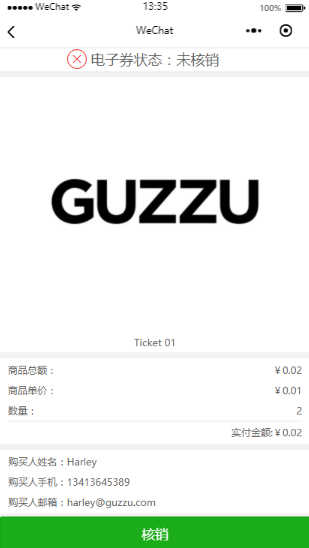 WeChat
13:35
100%
WeChat
电子券状态：未核销
GUZZU
Ticket 01
商品总额： ￥0.02
商品单价： ￥0.01
数量： 2
实付金额: ￥0.02
购买人姓名：Harley
购买人手机：13413645389
购买人邮箱：harley@guzzu.com
核销